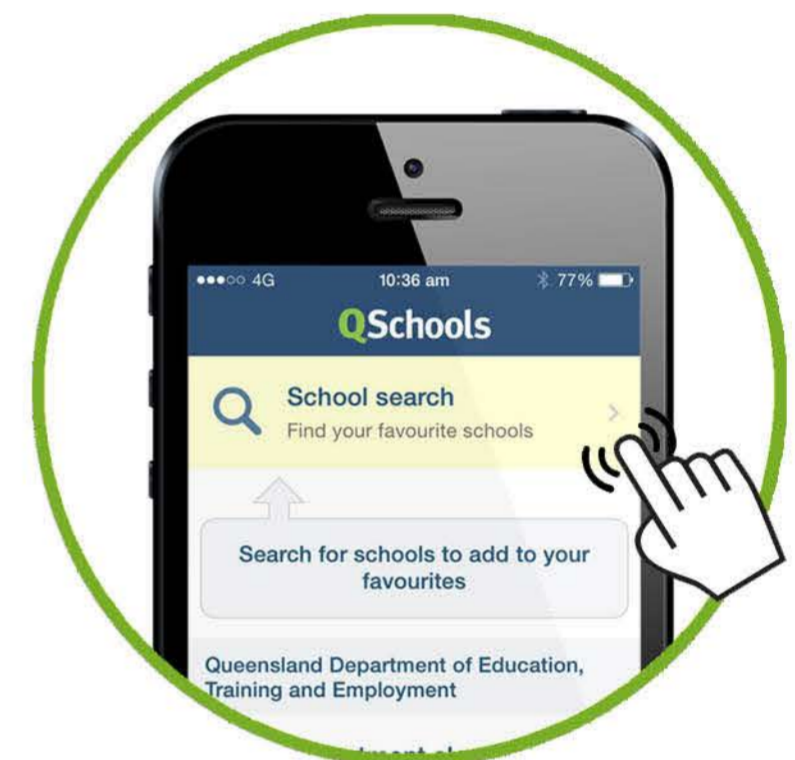 4G 10:36 am 77%
QSchools
School search
Find your favourite schools
Search for schools to add to your
favourites
Queensland Department of Education,
Training and Employment